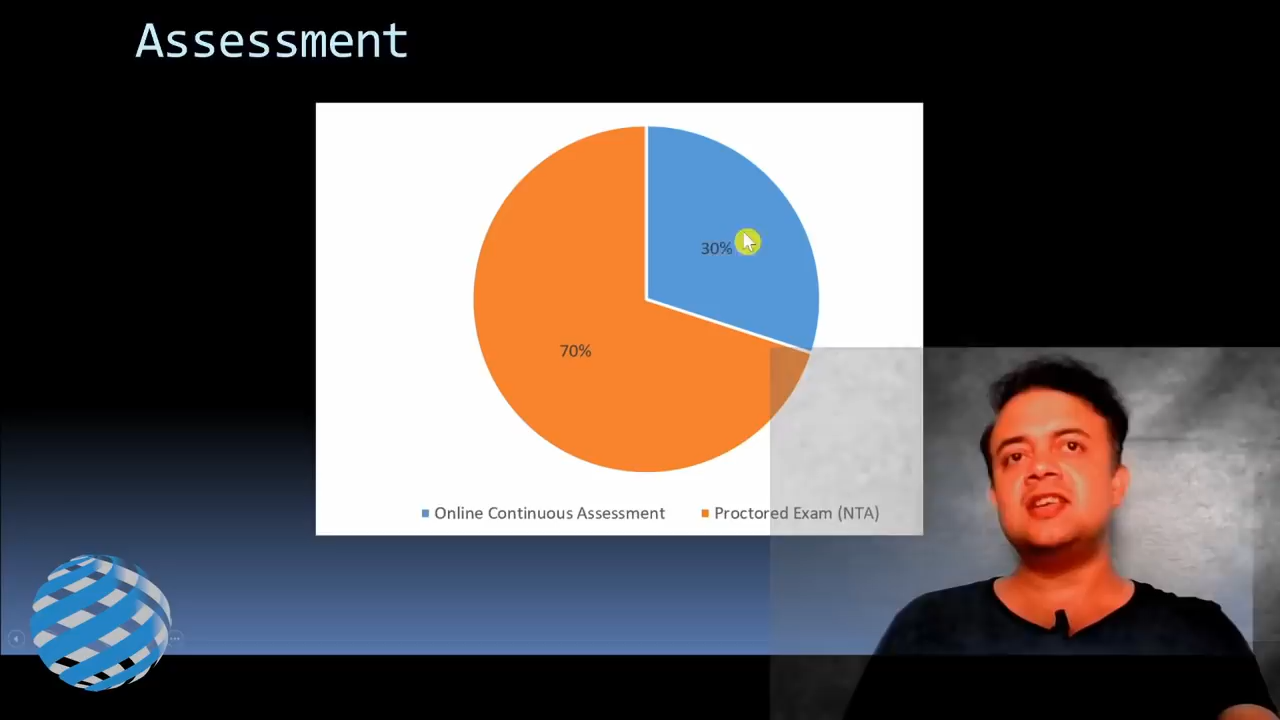 Assessment
30%
70%
Online Continuous Assessment
Proctored Exam (NTA)